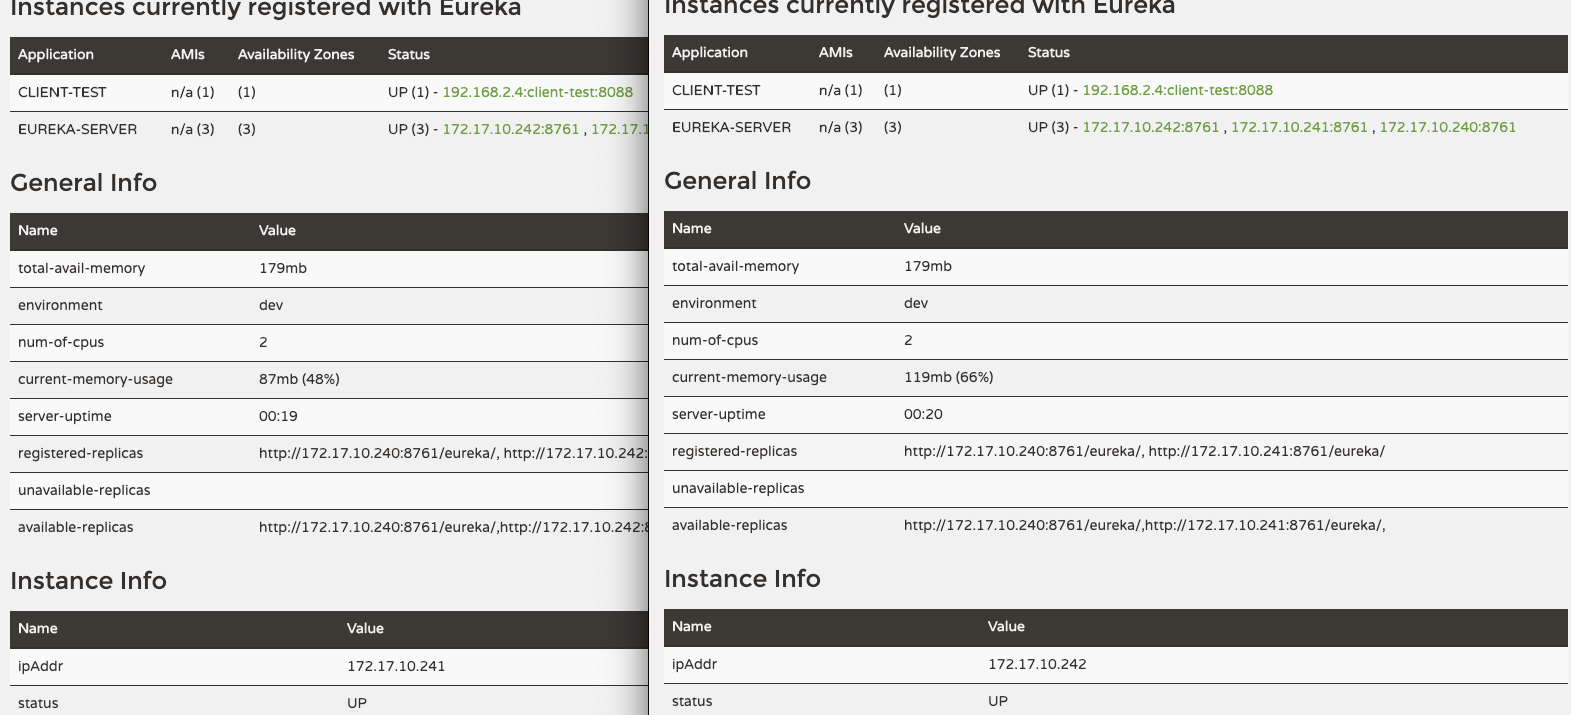 Instances currently registered with Eureka
Application AMIs Availability Zones Status
CLIENT-TEST n/a (1) (1) UP (1) - 192.168.2.4:client-test:8088
EUREKA-SERVER n/a (3) (3) UP (3) - 172.17.10.242:8761 , 172.17.1
General Info
Name Value
total-avail-memory 179mb
environment dev
num-of-cpus 2
current-memory-usage 87mb (48%)
server-uptime 00:19
registered-replicas http://172.17.10.240:8761/eureka/, http://172.17.10.242:
unavailable-replicas
available-replicas http://172.17.10.240:8761/eureka/,http://172.17.10.242:8
Instance Info
Name Value
ipAddr 172.17.10.241
status UP
Instances currently registered with Eureka
Application AMIs Availability Zones Status
CLIENT-TEST n/a (1) (1) UP (1) - 192.168.2.4:client-test:8088
EUREKA-SERVER n/a (3) (3) UP (3) - 172.17.10.242:8761 , 172.17.10.241:8761 , 172.17.10.240:8761
General Info
Name Value
total-avail-memory 179mb
environment dev
num-of-cpus 2
current-memory-usage 119mb (66%)
server-uptime 00:20
registered-replicas http://172.17.10.240:8761/eureka/, http://172.17.10.241:8761/eureka/
unavailable-replicas
available-replicas http://172.17.10.240:8761/eureka/,http://172.17.10.241:8761/eureka/,
Instance Info
Name Value
ipAddr 172.17.10.242
status UP